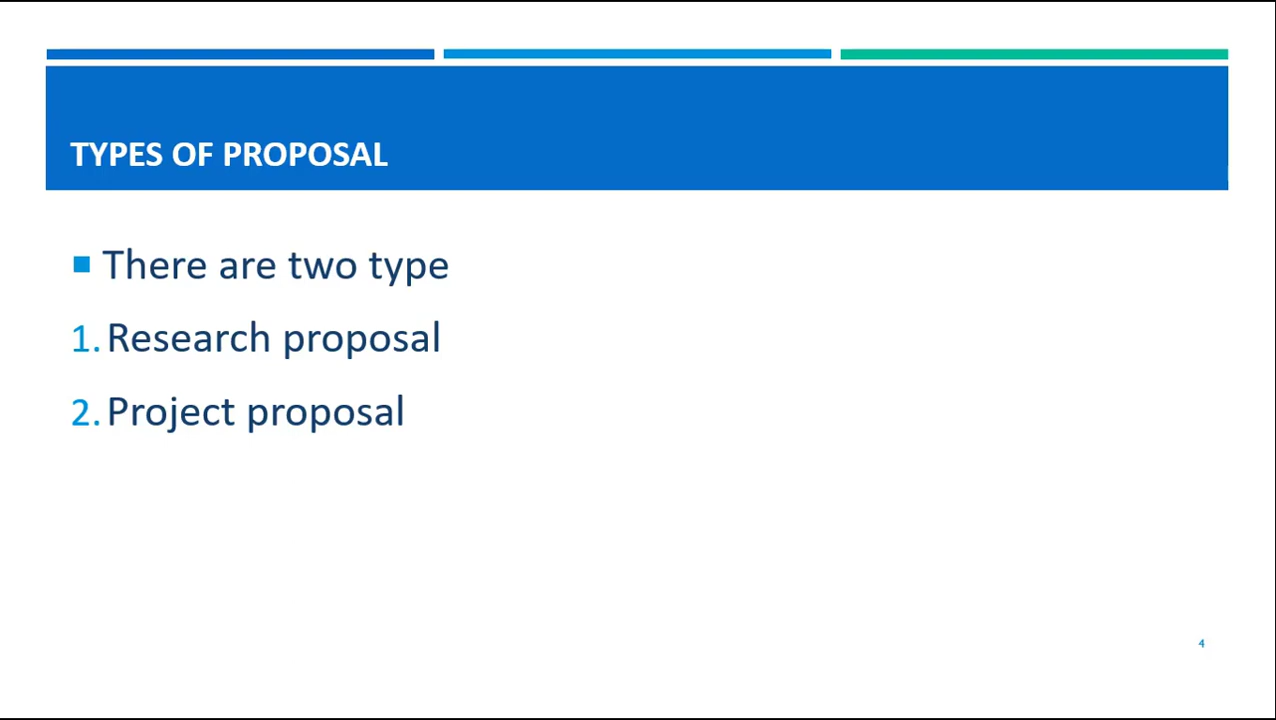 TYPES OF PROPOSAL
There are two type
1. Research proposal
2. Project proposal
4